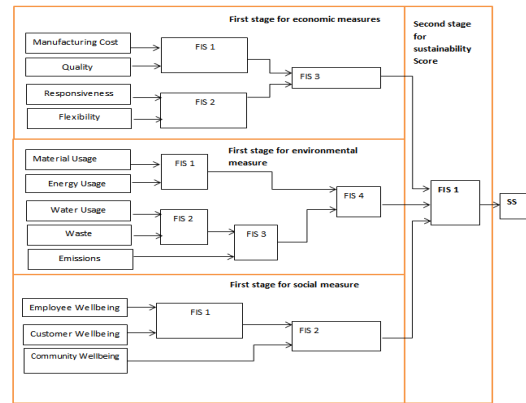 First stage for economic measures
Second stage
for
sustainability
Score
Manufacturing Cost
Quality
FIS 1
FIS 3
Responsiveness
Flexibility
FIS 2
First stage for environmental
measure
Material Usage
Energy Usage
FIS 1
Water Usage
Waste
FIS 2
FIS 3
FIS 4
Emissions
FIS 1
SS
First stage for social measure
Employee Wellbeing
Customer Wellbeing
Community Wellbeing
FIS 1
FIS 2